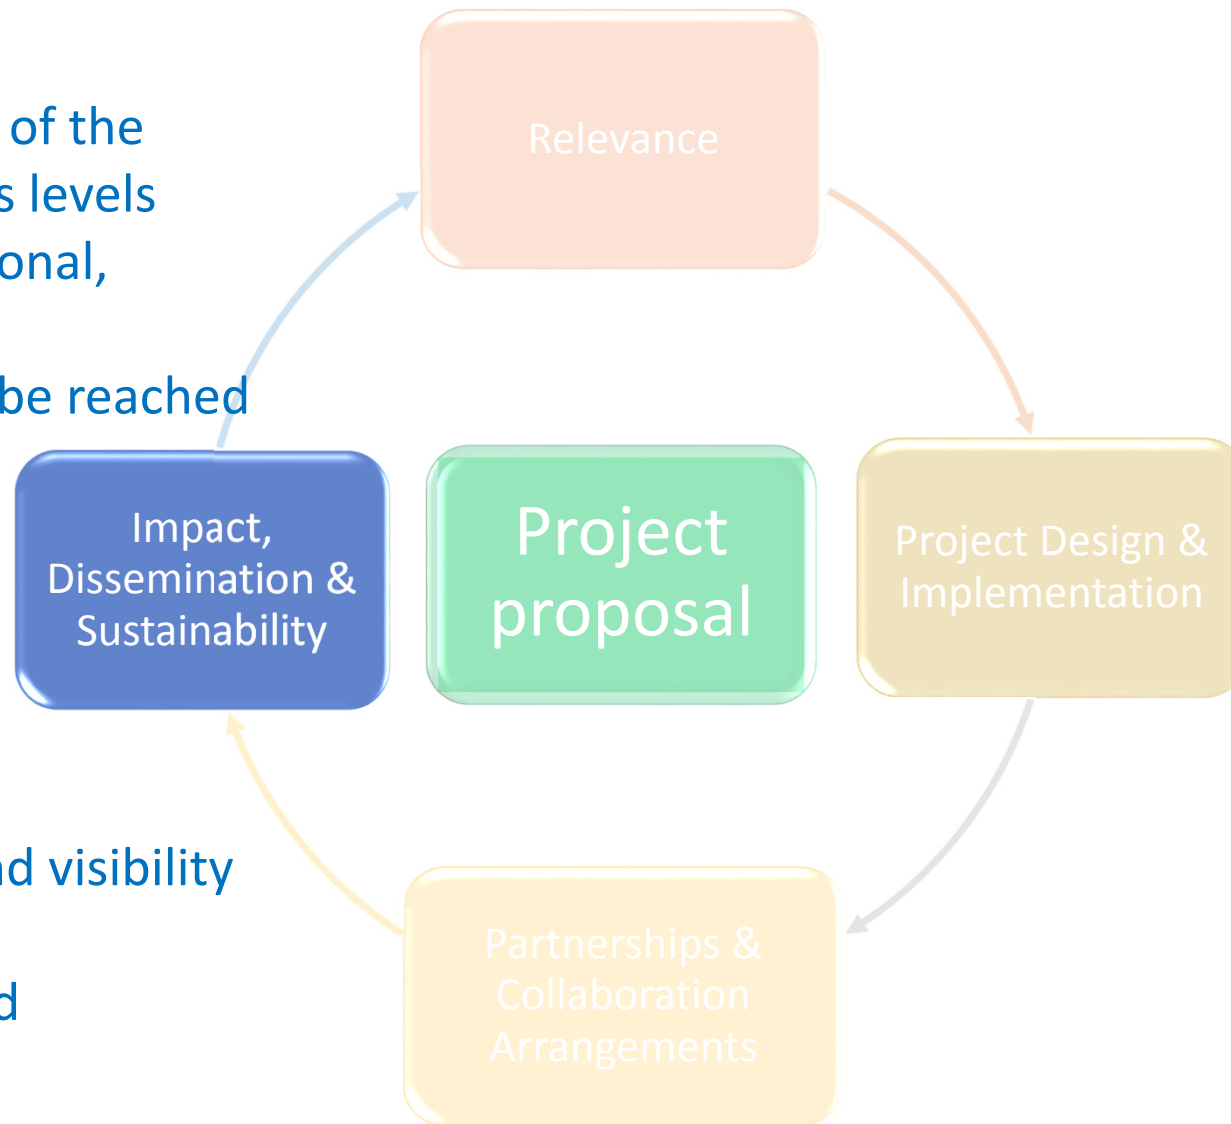 of the
s levels
onal,
be reached
nd visibility
d
Relevance
Project Design &
Implementation
Partnerships &
Collaboration
Arrangements
Impact,
Dissemination &
Sustainability
Project
proposal